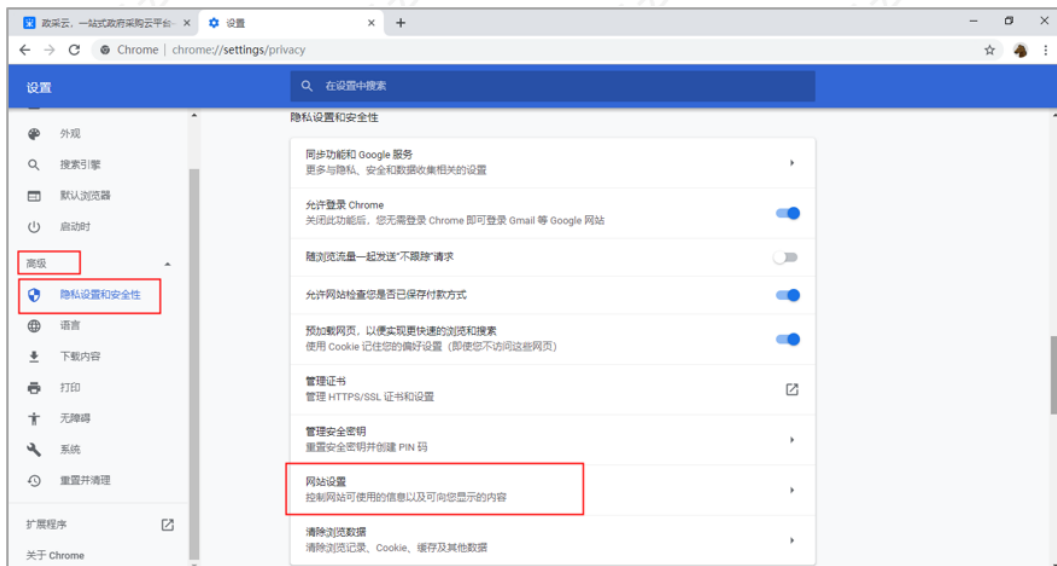 政采云，一站式政府采购云平台-
设置
Chrome | chrome://settings/privacy
设置
在设置中搜索
外观
搜索引擎
默认浏览器
启动时
高级
隐私设置和安全性
语言
下载内容
打印
无障碍
系统
重置并清理
扩展程序
关于 Chrome
隐私设置和安全性
同步功能和 Google 服务
更多与隐私、安全和数据收集相关的设置
允许登录 Chrome
关闭此功能后，您无需登录 Chrome 即可登录 Gmail 等 Google 网站
随浏览流量一起发送“不跟踪”请求
允许网站检查您是否已保存付款方式
预加载网页，以便实现更快速的浏览和搜索
使用 Cookie 记住您的偏好设置（即使您不访问这些网页）
管理证书
管理 HTTPS/SSL 证书和设置
管理安全密钥
重置安全密钥并创建 PIN 码
网站设置
控制网站可使用的信息以及可向您显示的内容
清除浏览数据
清除浏览记录、Cookie、缓存及其他数据